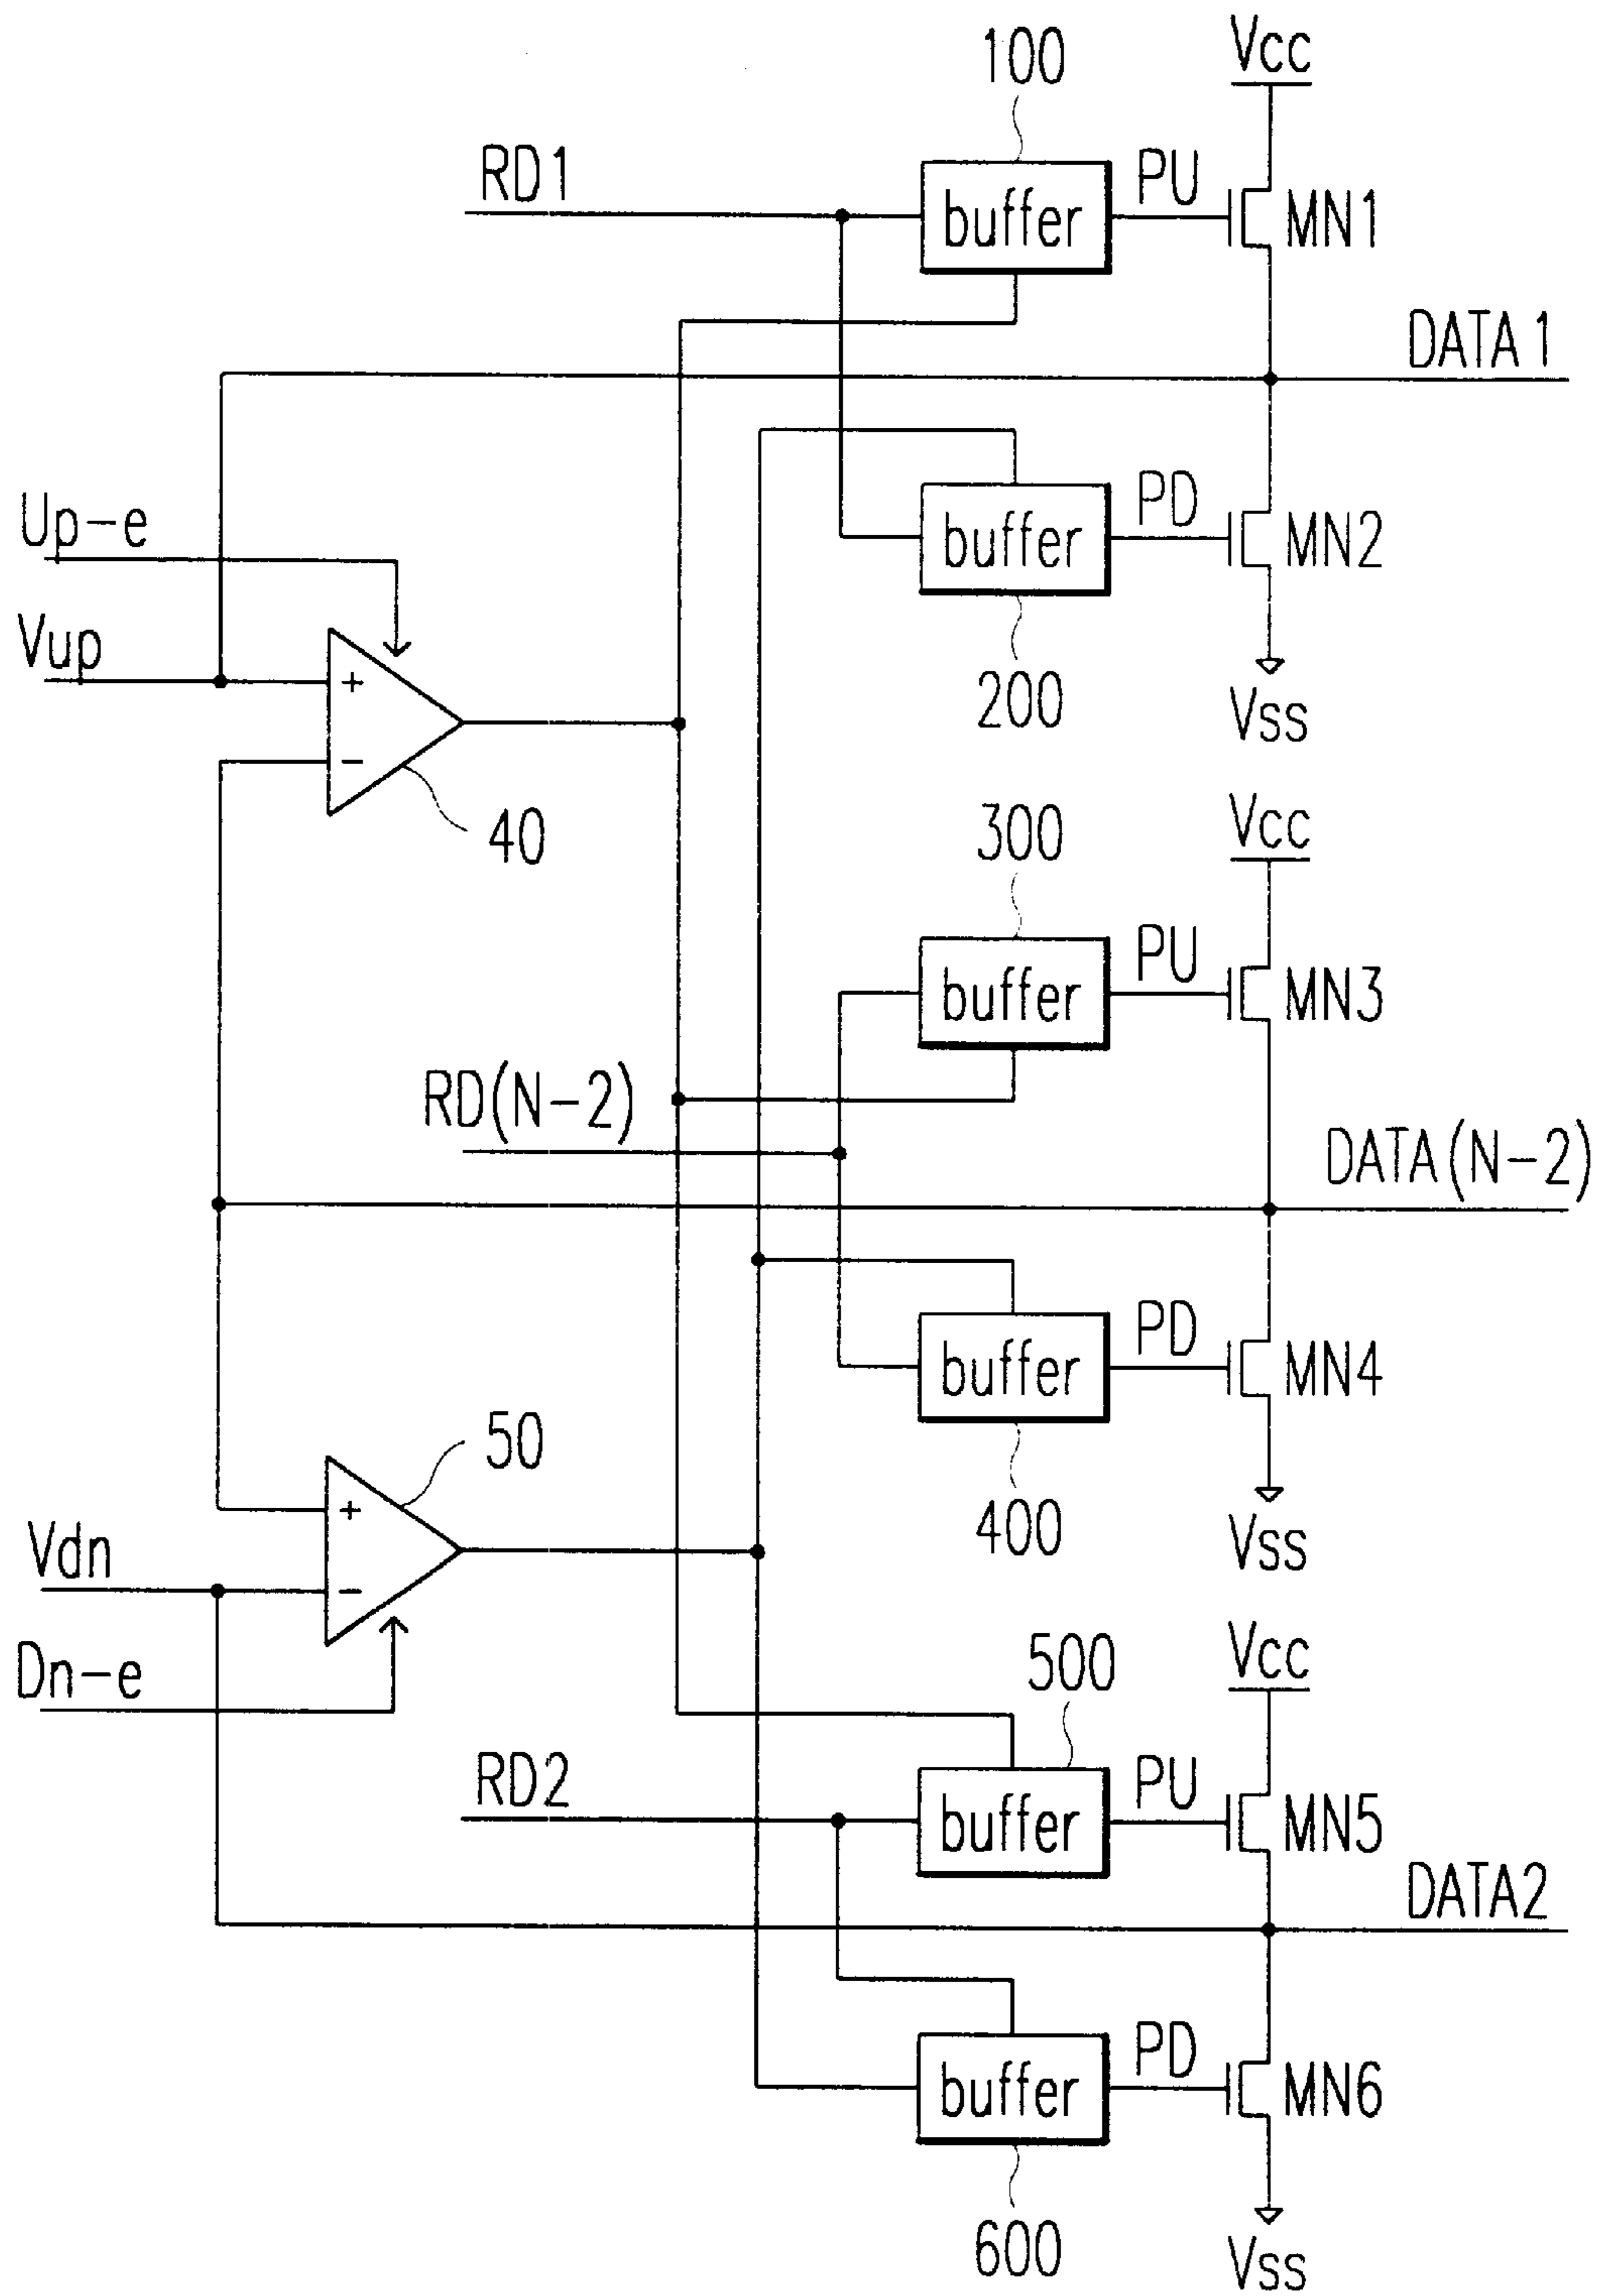 100
Vcc
RD1
buffer
PU
MN1
DATA1
Up-e
buffer
PD
MN2
Vup
+
200
Vss
-
40
300
Vcc
buffer
PU
MN3
RD(N-2)
DATA(N-2)
buffer
PD
MN4
50
+
400
Vss
Vdn
-
Dn-e
500
Vcc
RD2
buffer
PU
MN5
DATA2
buffer
PD
MN6
600
Vss